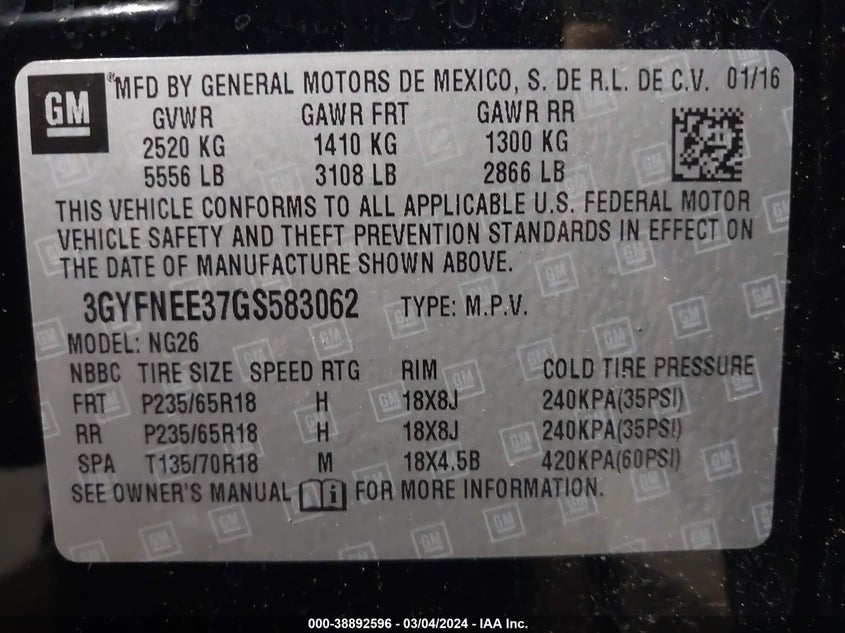 GM
® MFD BY GENERAL MOTORS DE MEXICO, S. DE R.L. DE C.V. 01/16
GVWR GAWR FRT GAWR RR
2520 KG 1410 KG 1300 KG
5556 LB 3108 LB 2866 LB
THIS VEHICLE CONFORMS TO ALL APPLICABLE U.S. FEDERAL MOTOR
VEHICLE SAFETY AND THEFT PREVENTION STANDARDS IN EFFECT ON
THE DATE OF MANUFACTURE SHOWN ABOVE.
3GYFNEE37GS583062 TYPE: M.P.V.
MODEL: NG26
NBBC TIRE SIZE SPEED RTG RIM COLD TIRE PRESSURE
FRT P235/65R18 H 18X8J 240KPA(35PSI)
RR P235/65R18 H 18X8J 240KPA(35PSI)
SPA T135/70R18 M 18X4.5B 420KPA(60PSI)
SEE OWNER'S MANUAL i FOR MORE INFORMATION.
000-38892596 - 03/04/2024 - IAA Inc.